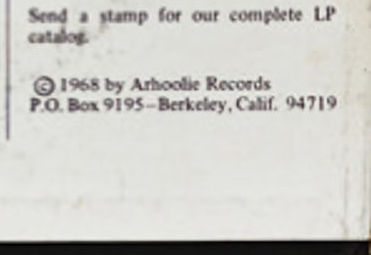 Send a stamp for our complete LP
catalog.
© 1968 by Arhoolie Records
P.O. Box 9195—Berkeley, Calif. 94719